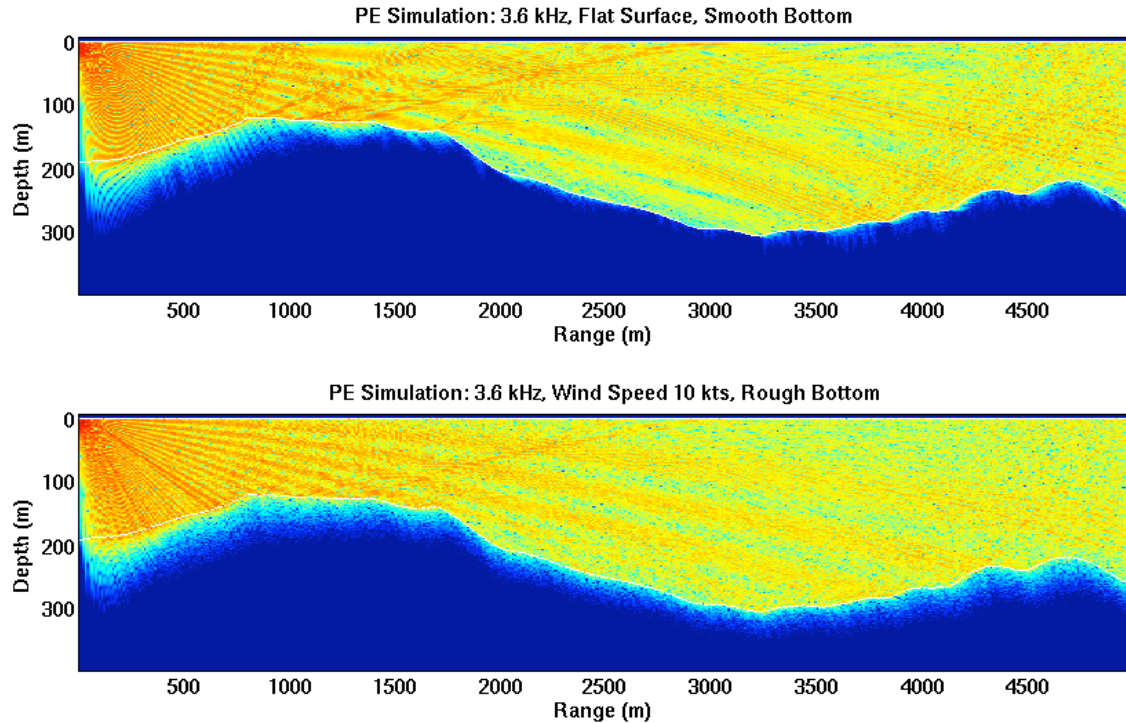 PE Simulation: 3.6 kHz, Flat Surface, Smooth Bottom
0
100
200
300
Depth (m)
500 1000 1500 2000 2500 3000 3500 4000 4500
Range (m)
PE Simulation: 3.6 kHz, Wind Speed 10 kts, Rough Bottom
0
100
200
300
Depth (m)
500 1000 1500 2000 2500 3000 3500 4000 4500
Range (m)